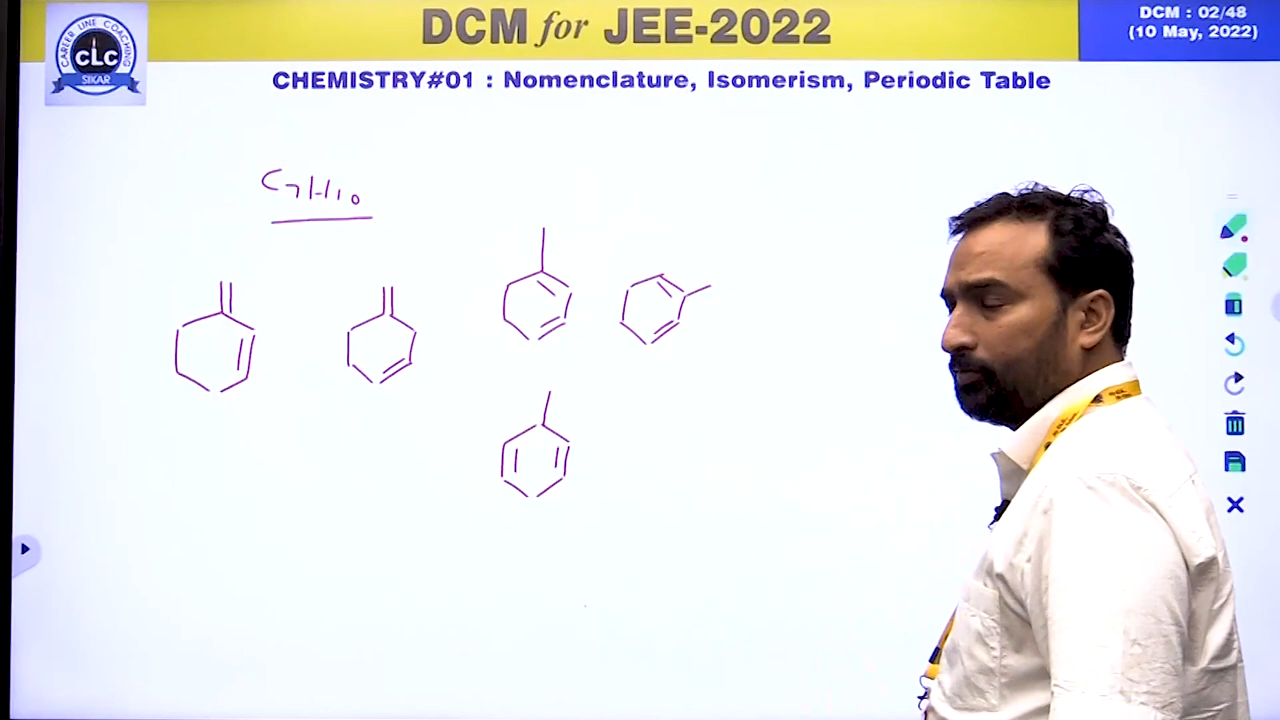 DCM for JEE-2022
DCM : 02/48
(10 May, 2022)
CAREER LINE COACHING
CLC
SIKAR
CHEMISTRY#01 : Nomenclature, Isomerism, Periodic Table
C7H10